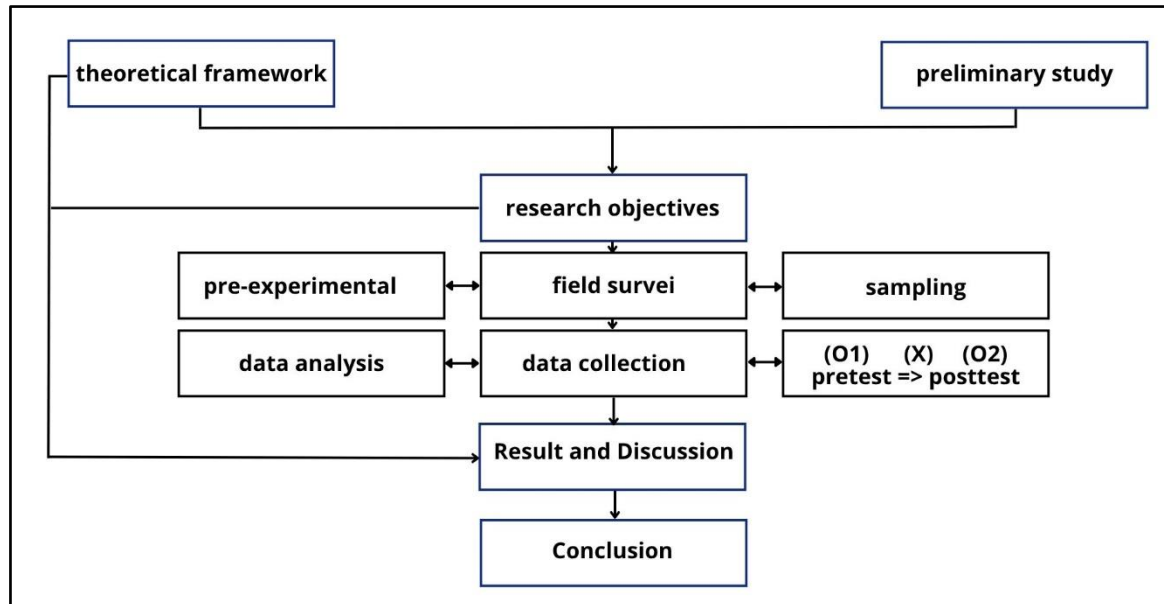 theoretical framework
preliminary study
research objectives
pre-experimental
field survei
sampling
data analysis
data collection
(O1) (X) (O2)
pretest => posttest
Result and Discussion
Conclusion